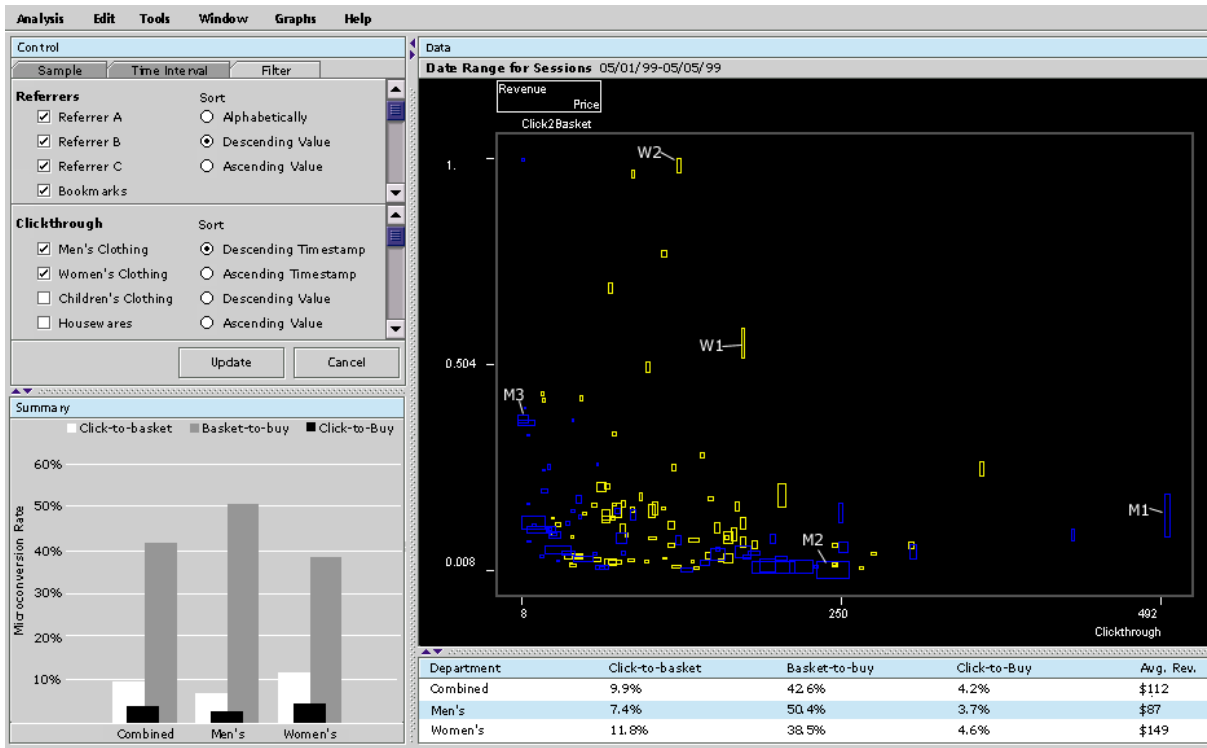 Analysis Edit Tools Window Graphs Help
Control
Sample Time Interval Filter
Referrers Sort
Referrer A Alphabetically
Referrer B Descending Value
Referrer C Ascending Value
Bookmarks
Clickthrough Sort
Men's Clothing Descending Timestamp
Women's Clothing Ascending Timestamp
Children's Clothing Descending Value
Housewares Ascending Value
Update Cancel
Summary
Click-to-basket Basket-to-buy Click-to-Buy
60%
50%
40%
30%
20%
10%
Microconversion Rate
Combined Men's Women's
Data
Date Range for Sessions 05/01/99-05/05/99
Revenue
Price
Click2Basket
1.
W2
W1
0.504
M3
M1
M2
0.008
8 250 492
Clickthrough
Department Click-to-basket Basket-to-buy Click-to-Buy Avg. Rev.
Combined 9.9% 42.6% 4.2% $112
Men's 7.4% 50.4% 3.7% $87
Women's 11.8% 38.5% 4.6% $149